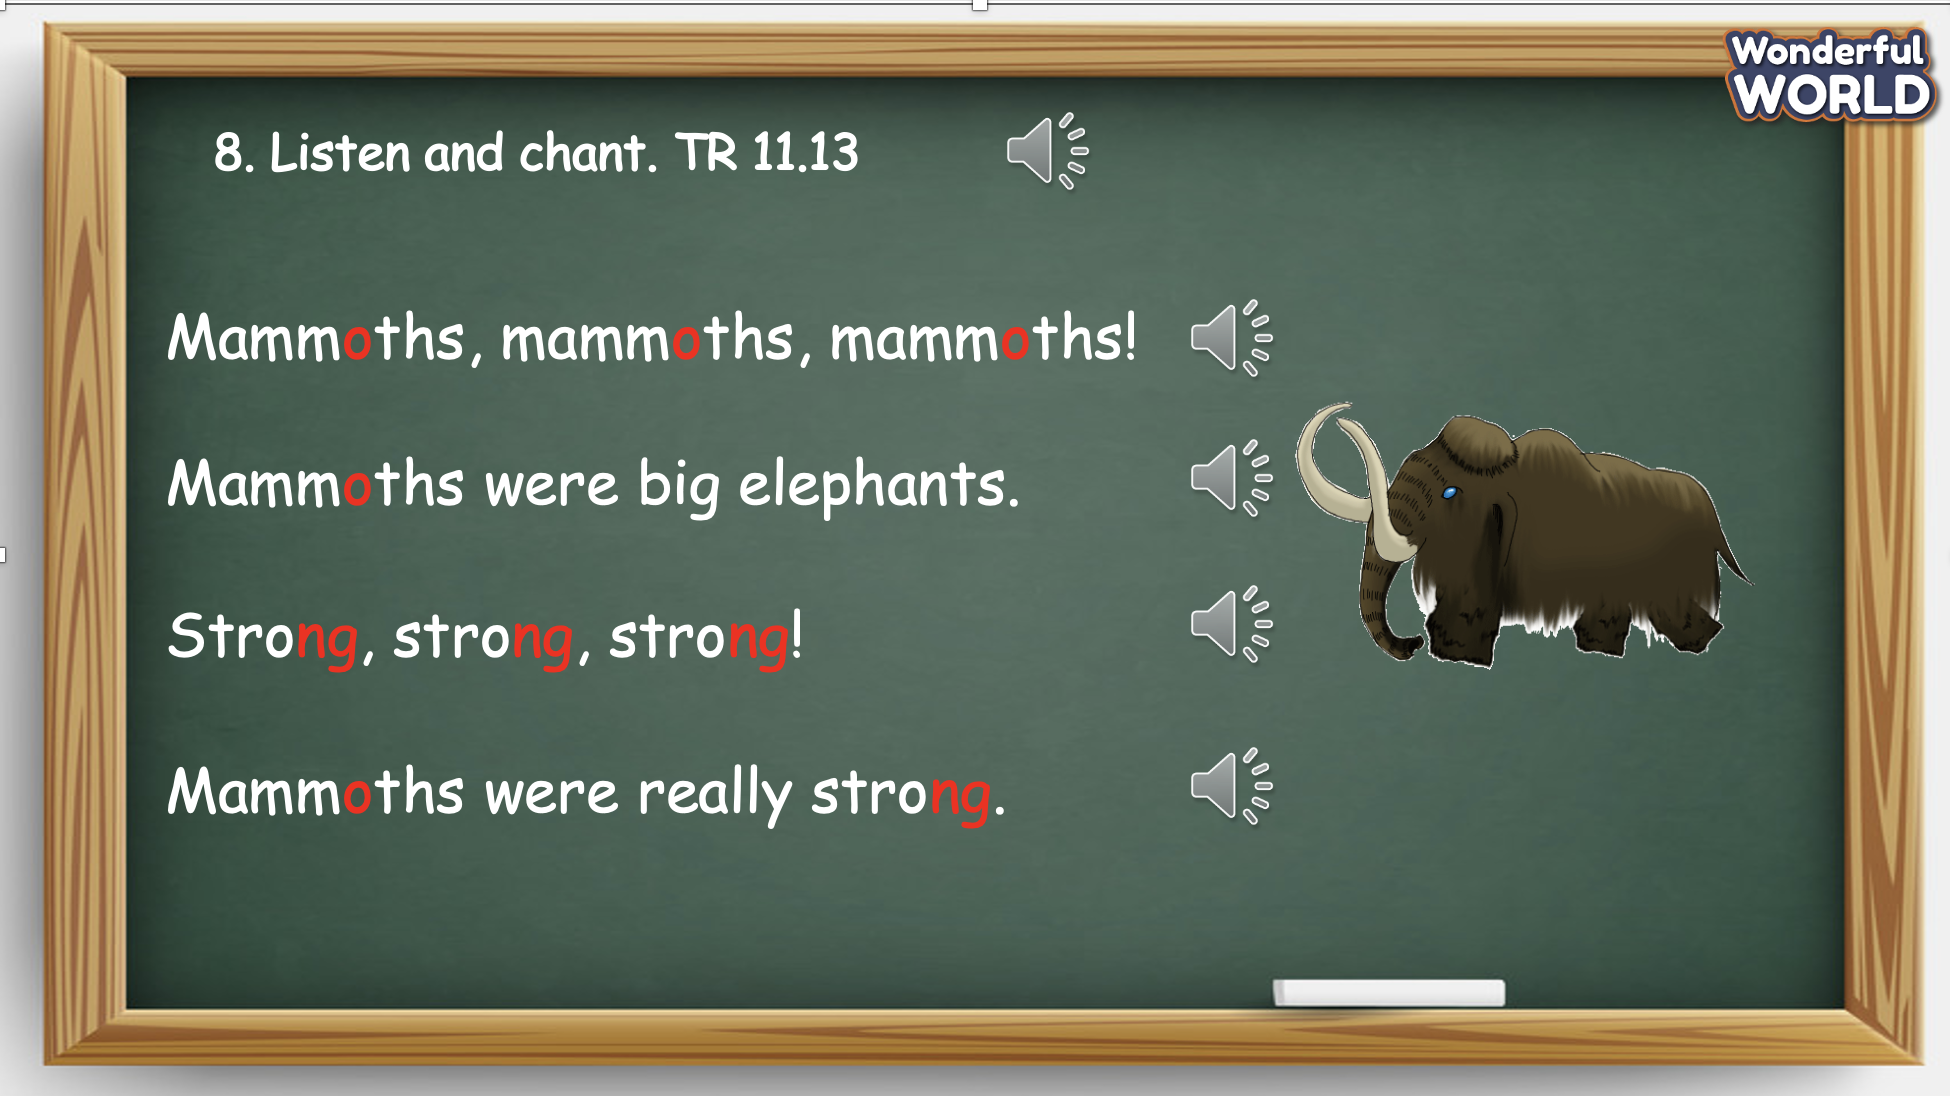 Wonderful
WORLD
8. Listen and chant. TR 11.13
Mammoths, mammoths, mammoths!
Mammoths were big elephants.
Strong, strong, strong!
Mammoths were really strong.